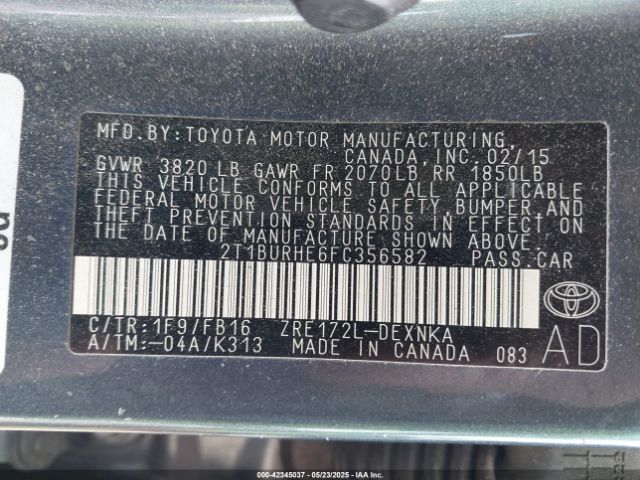 MFD. BY: TOYOTA MOTOR MANUFACTURING,
CANADA, INC. 02/15
GVWR 3820 LB GAWR FR 2070LB RR 1850LB
THIS VEHICLE CONFORMS TO ALL APPLICABLE
FEDERAL MOTOR VEHICLE SAFETY, BUMPER, AND
THEFT PREVENTION STANDARDS IN EFFECT ON
THE DATE OF MANUFACTURE SHOWN ABOVE.
2T1BURHE6FC356582 PASS. CAR
C/TR: 1F9/FB16 ZRE172L-DEXNKA
A/TM: -04A/K313 MADE IN CANADA 083
AD
000-42345037 - 05/23/2025 - IAA Inc.